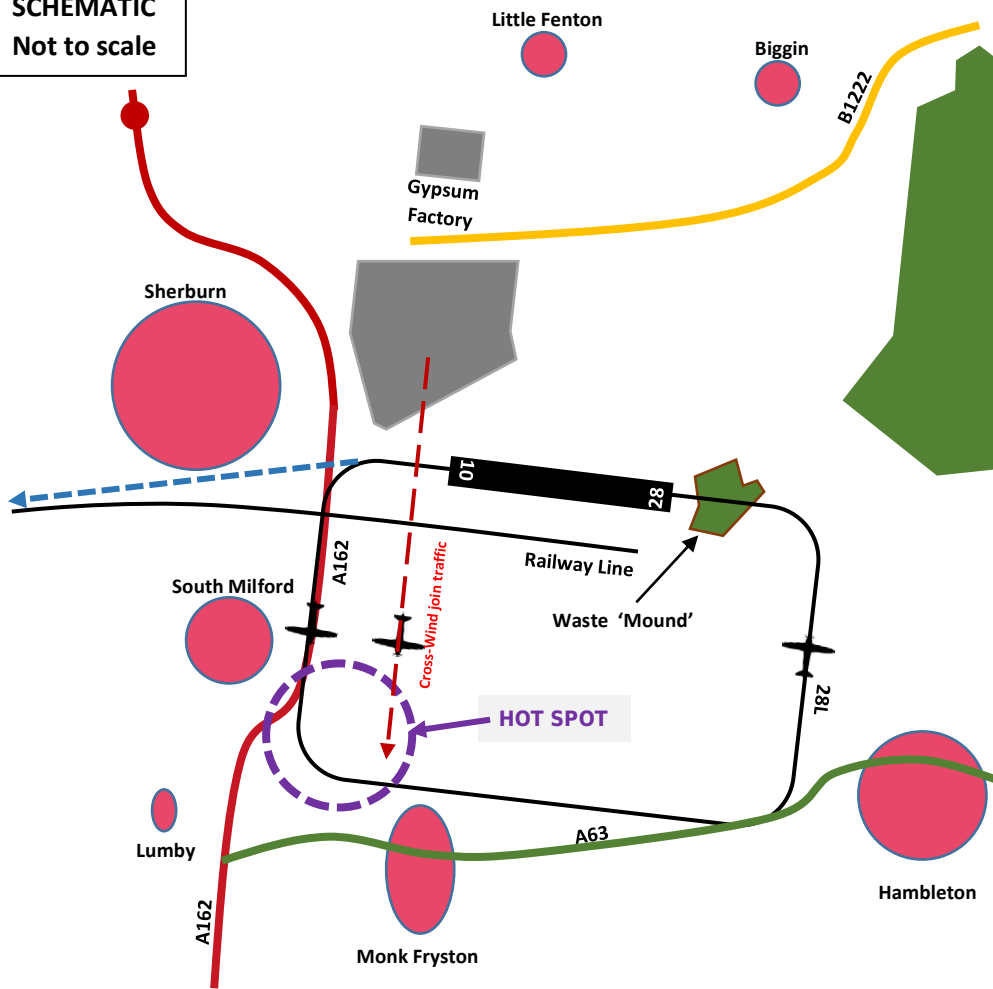 SCHEMATIC
Not to scale
Little Fenton
Biggin
B1222
Gypsum
Factory
Sherburn
10
28
A162
Railway Line
Cross-Wind join traffic
South Milford
Waste ‘Mound’
28L
HOT SPOT
Lumby
A63
A162
Monk Fryston
Hambleton